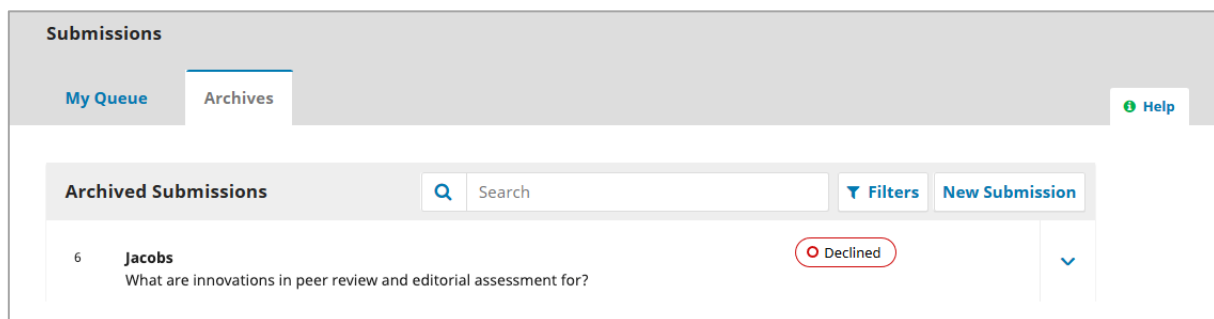 Submissions
My Queue Archives
Help
Archived Submissions Search Filters New Submission
6 Jacobs Declined
What are innovations in peer review and editorial assessment for?